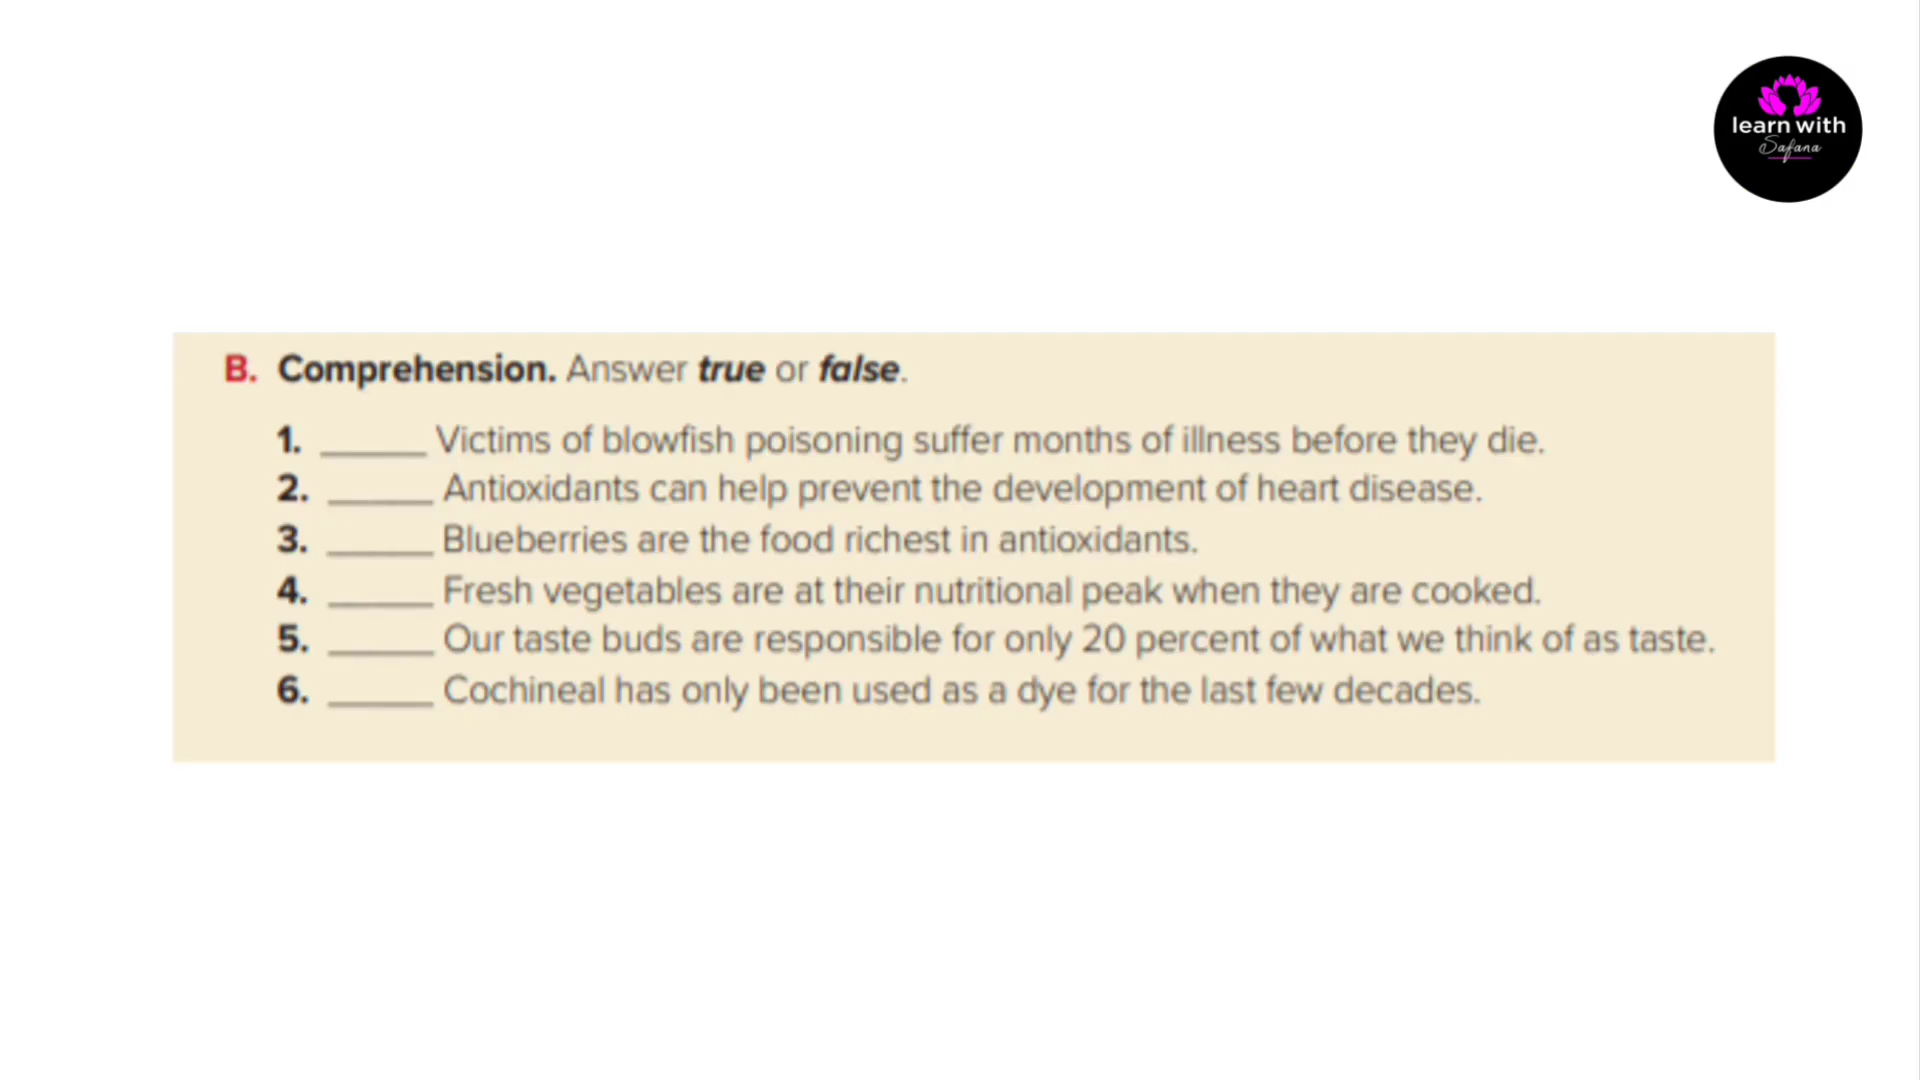 learn with
Safana
B. Comprehension. Answer true or false.
1. ______ Victims of blowfish poisoning suffer months of illness before they die.
2. ______ Antioxidants can help prevent the development of heart disease.
3. ______ Blueberries are the food richest in antioxidants.
4. ______ Fresh vegetables are at their nutritional peak when they are cooked.
5. ______ Our taste buds are responsible for only 20 percent of what we think of as taste.
6. ______ Cochineal has only been used as a dye for the last few decades.